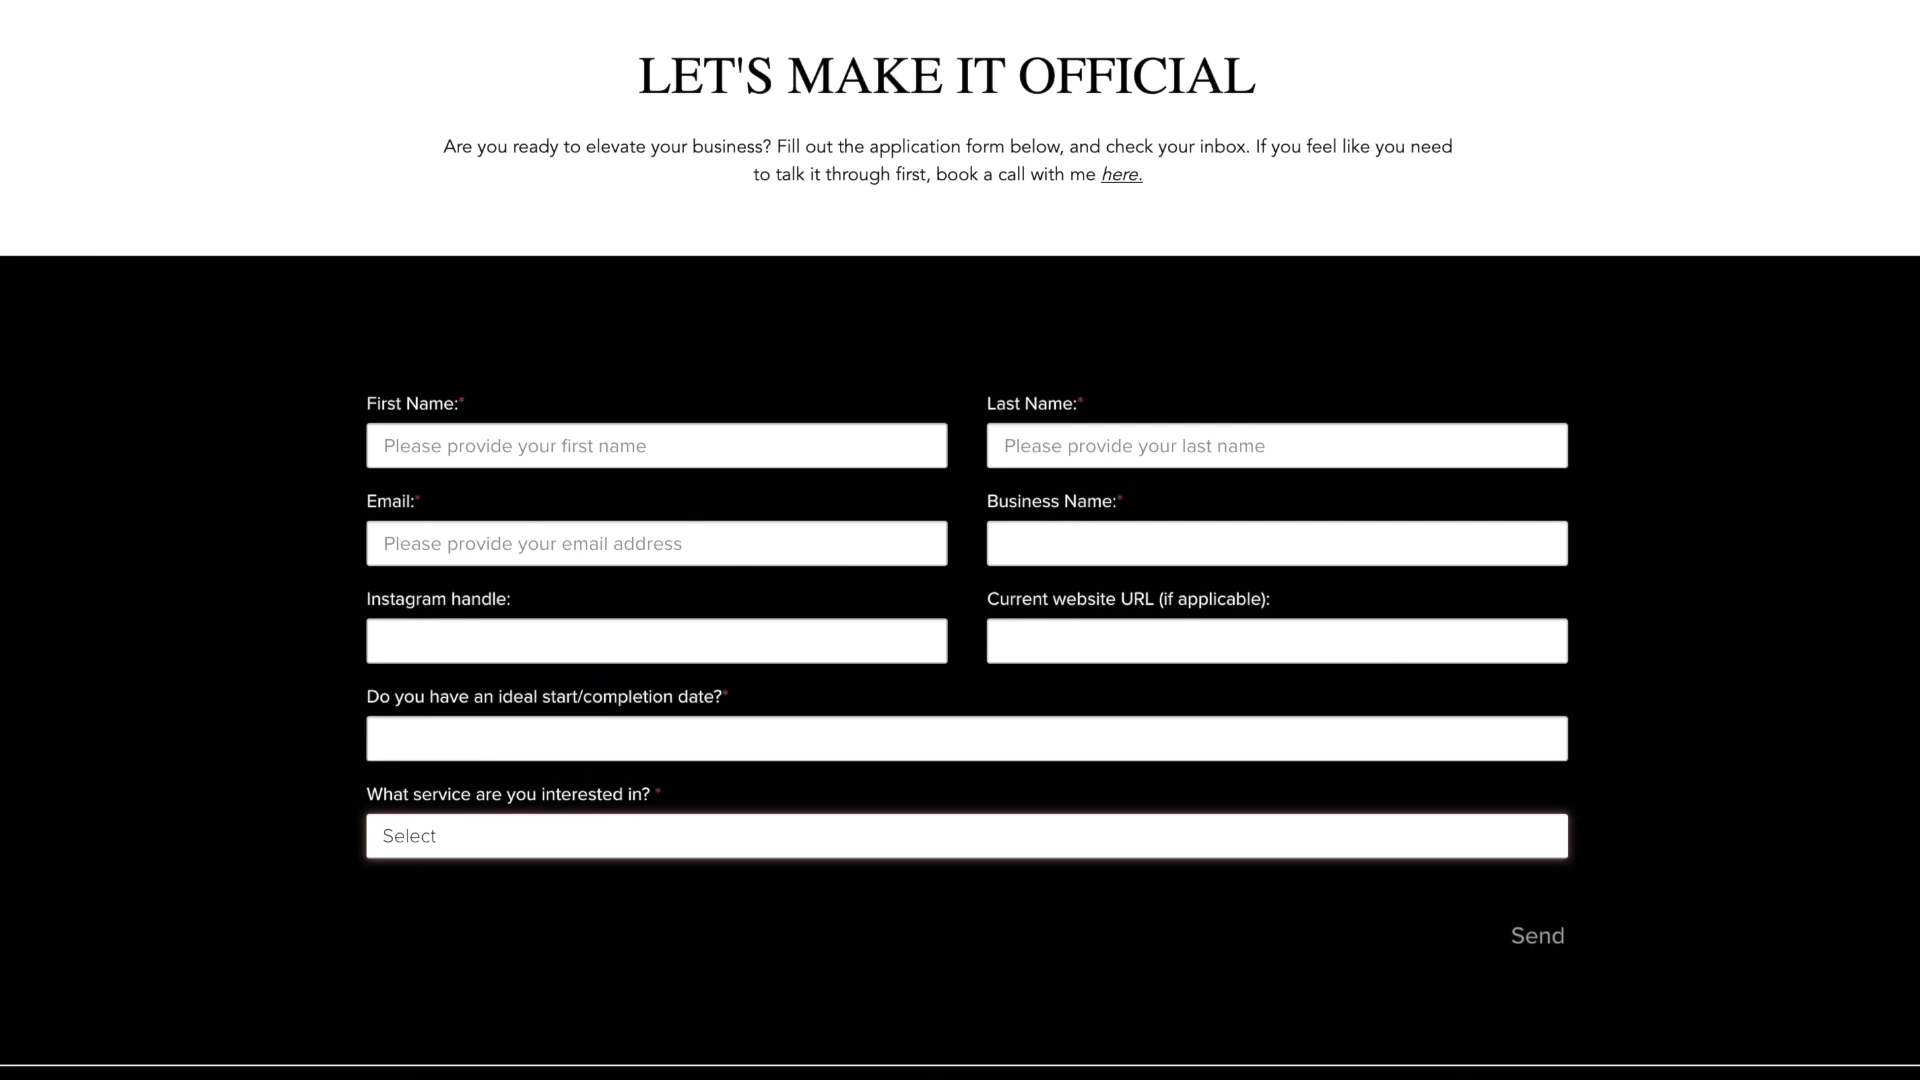 LET'S MAKE IT OFFICIAL
Are you ready to elevate your business? Fill out the application form below, and check your inbox. If you feel like you need
to talk it through first, book a call with me here.
First Name:*
Last Name:*
Please provide your first name
Please provide your last name
Email:*
Business Name:*
Please provide your email address
Instagram handle:
Current website URL (if applicable):
Do you have an ideal start/completion date?*
What service are you interested in? *
Select
Send